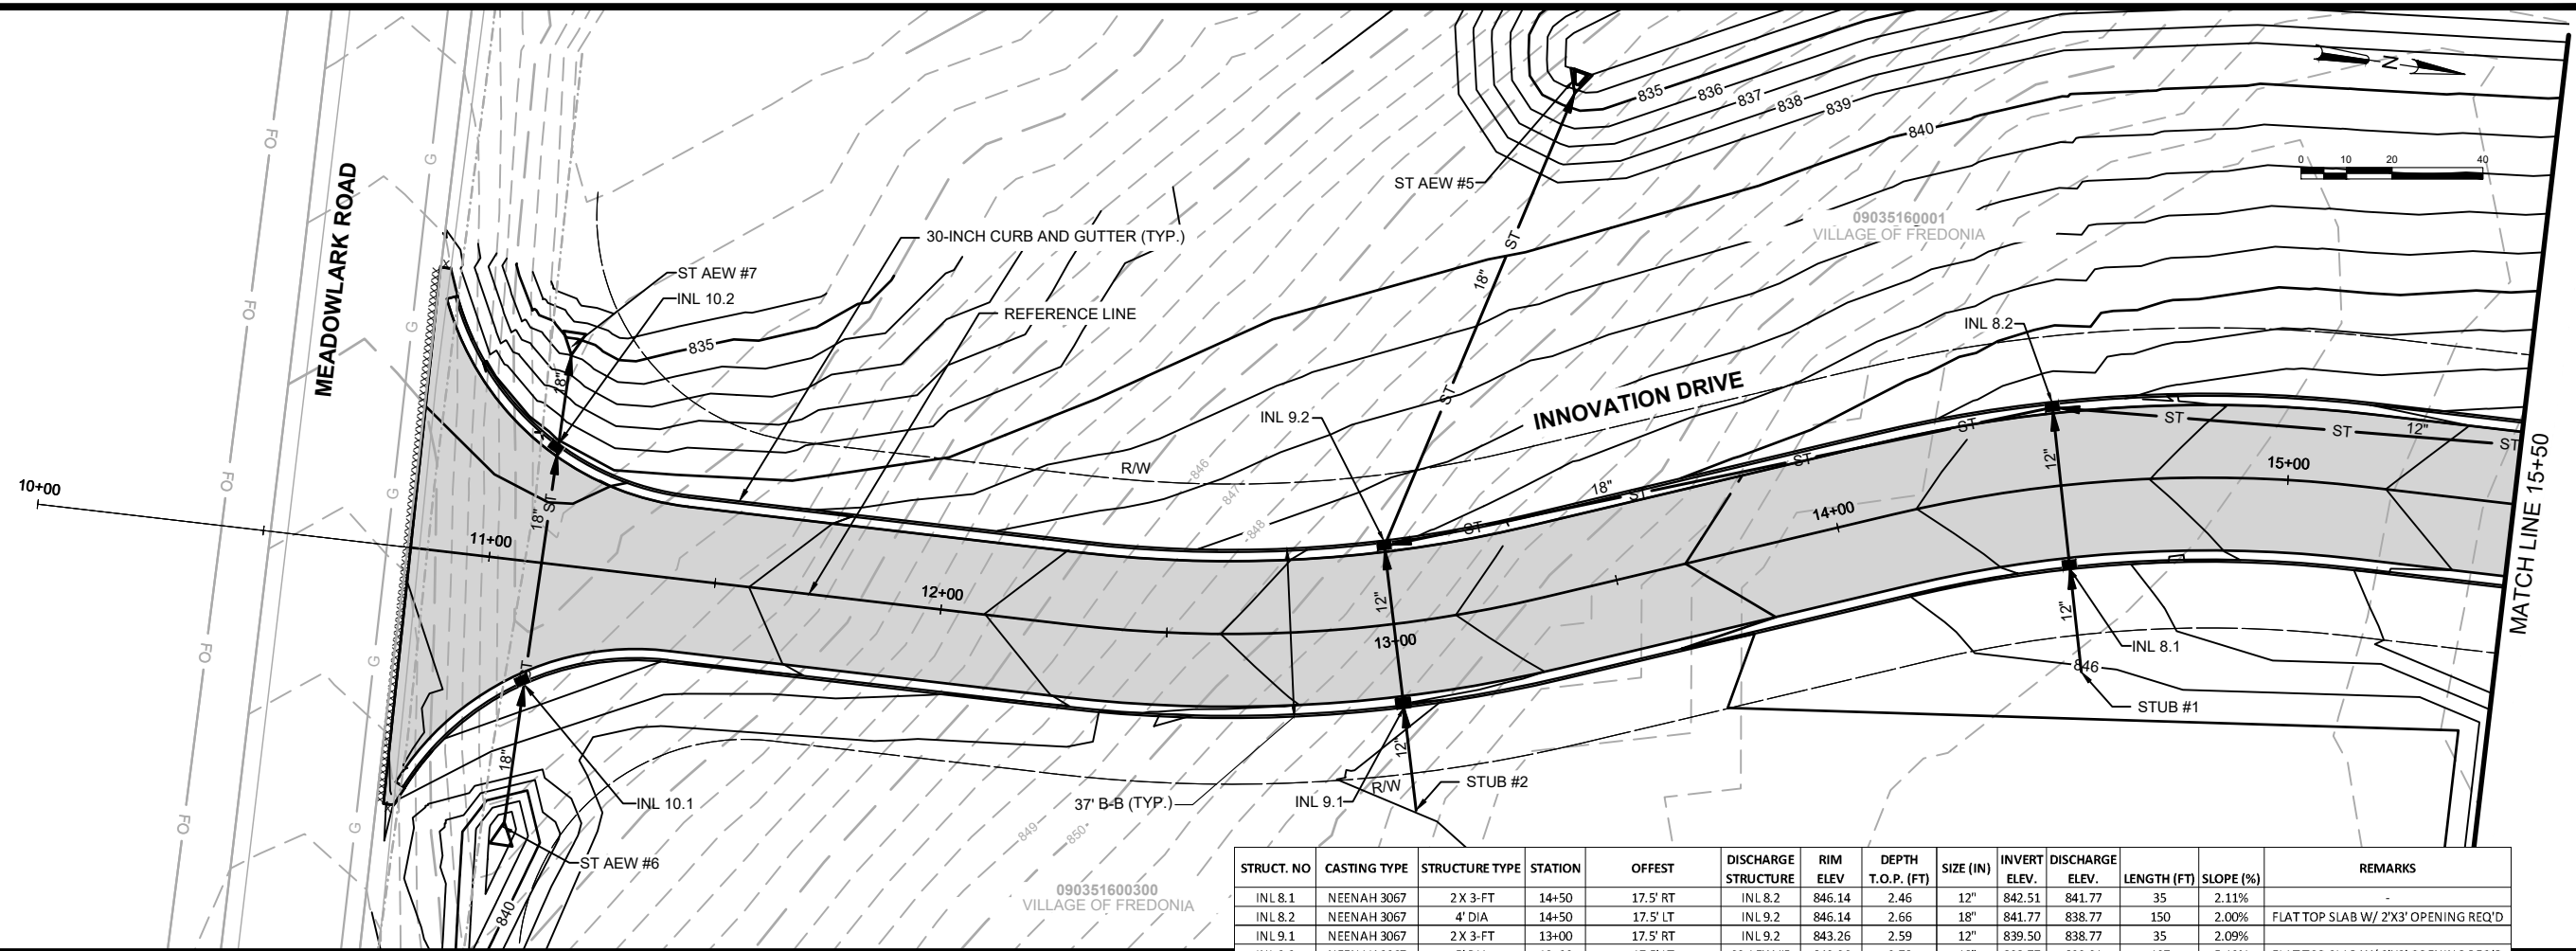 MEADOWLARK ROAD
FO
FO
FO
FO
FO
FO
G
G
G
G
G
10+00
11+00
12+00
13+00
14+00
15+00
ST AEW #7
INL 10.2
30-INCH CURB AND GUTTER (TYP.)
REFERENCE LINE
835
18"
18"
ST
ST
18"
INL 10.1
ST AEW #6
840
R/W
846
847
848
849
850
37' B-B (TYP.)
INL 9.2
INL 9.1
12"
12"
R/W
STUB #2
ST AEW #5
18"
ST
ST
835
836
837
838
839
840
N
0 10 20 40
09035160001
VILLAGE OF FREDONIA
INNOVATION DRIVE
ST
ST
18"
ST
ST
INL 8.2
12"
12"
ST
ST
12"
ST
INL 8.1
846
STUB #1
MATCH LINE 15+50
090351600300
VILLAGE OF FREDONIA
STRUCT. NO CASTING TYPE STRUCTURE TYPE STATION OFFEST DISCHARGE STRUCTURE RIM ELEV DEPTH T.O.P. (FT) SIZE (IN) INVERT ELEV. DISCHARGE ELEV. LENGTH (FT) SLOPE (%) REMARKS
INL 8.1 NEENAH 3067 2 X 3-FT 14+50 17.5' RT INL 8.2 846.14 2.46 12" 842.51 841.77 35 2.11% -
INL 8.2 NEENAH 3067 4' DIA 14+50 17.5' LT INL 9.2 846.14 2.66 18" 841.77 838.77 150 2.00% FLAT TOP SLAB W/ 2'X3' OPENING REQ'D
INL 9.1 NEENAH 3067 2 X 3-FT 13+00 17.5' RT INL 9.2 843.26 2.59 12" 839.50 838.77 35 2.09%